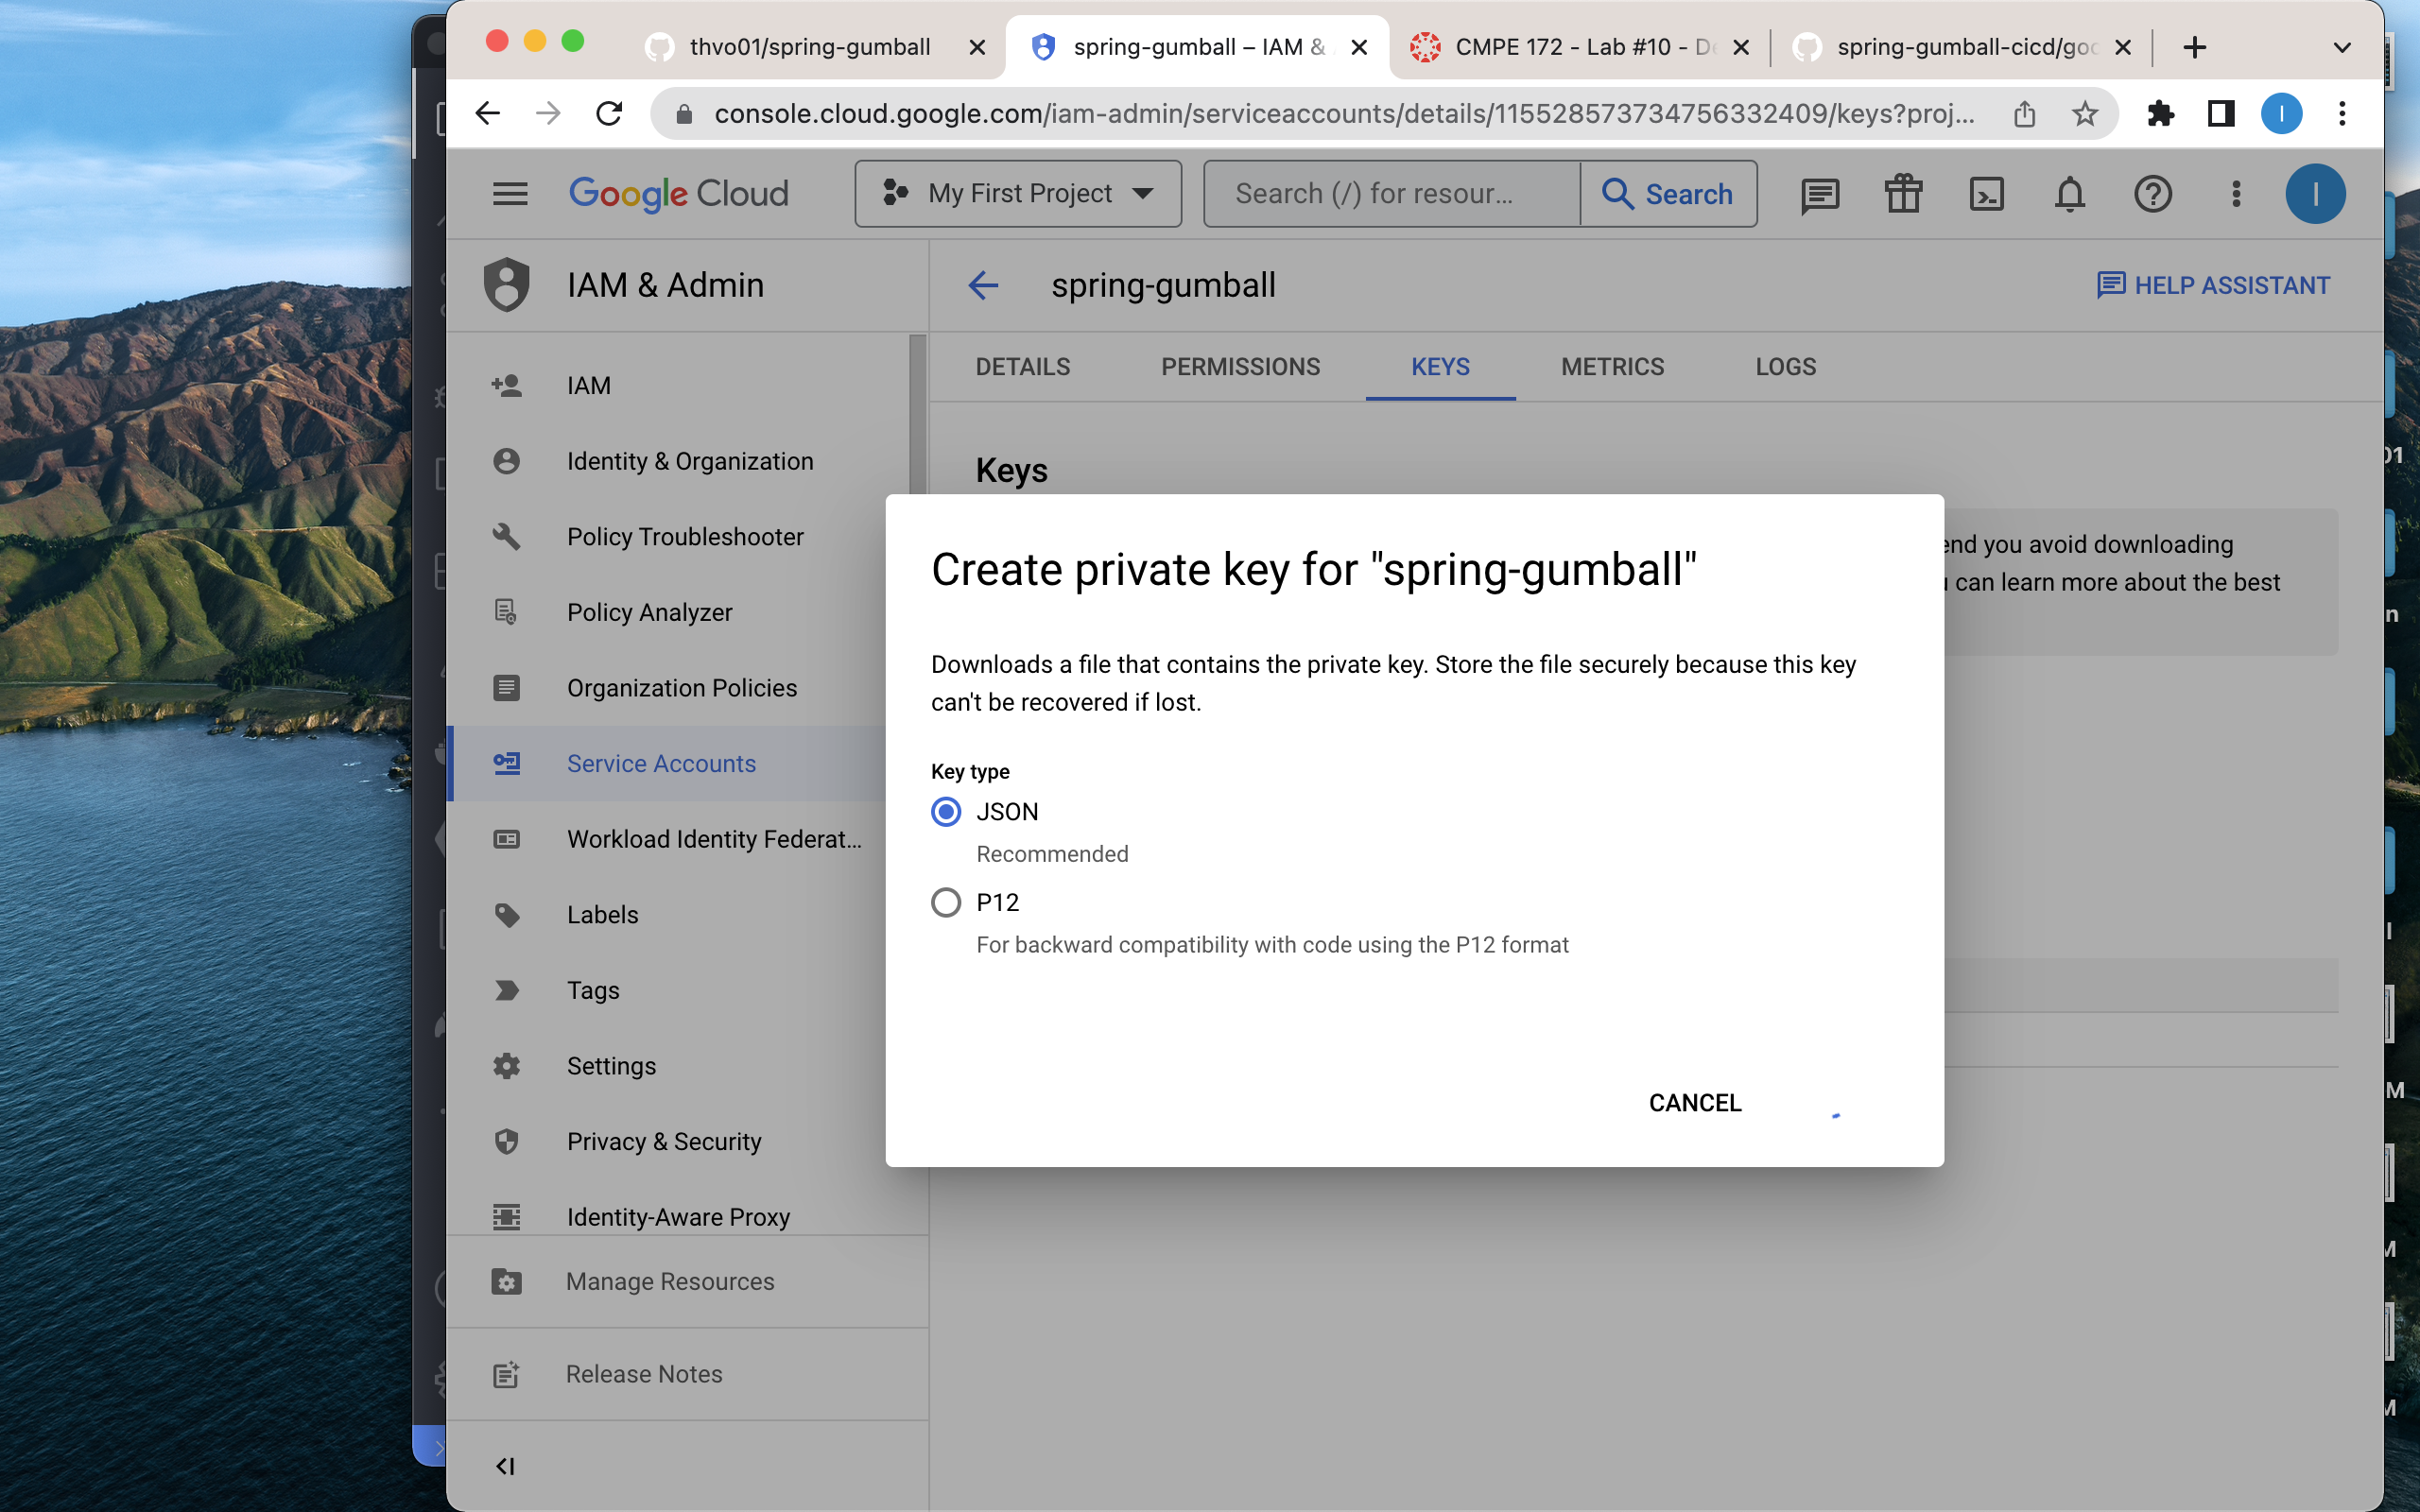 thvo01/spring-gumball
spring-gumball – IAM &
CMPE 172 - Lab #10 - De
spring-gumball-cicd/goo
console.cloud.google.com/iam-admin/serviceaccounts/details/115528573734756332409/keys?proj...
I
Google Cloud
My First Project
Search (/) for resour...
Search
I
IAM & Admin
spring-gumball
HELP ASSISTANT
DETAILS
PERMISSIONS
KEYS
METRICS
LOGS
IAM
Identity & Organization
Policy Troubleshooter
Policy Analyzer
Organization Policies
Service Accounts
Workload Identity Federat...
Labels
Tags
Settings
Privacy & Security
Identity-Aware Proxy
Manage Resources
Release Notes
Keys
end you avoid downloading
can learn more about the best
Create private key for "spring-gumball"
Downloads a file that contains the private key. Store the file securely because this key
can't be recovered if lost.
Key type
JSON
Recommended
P12
For backward compatibility with code using the P12 format
CANCEL
01
n
l
M
M
M